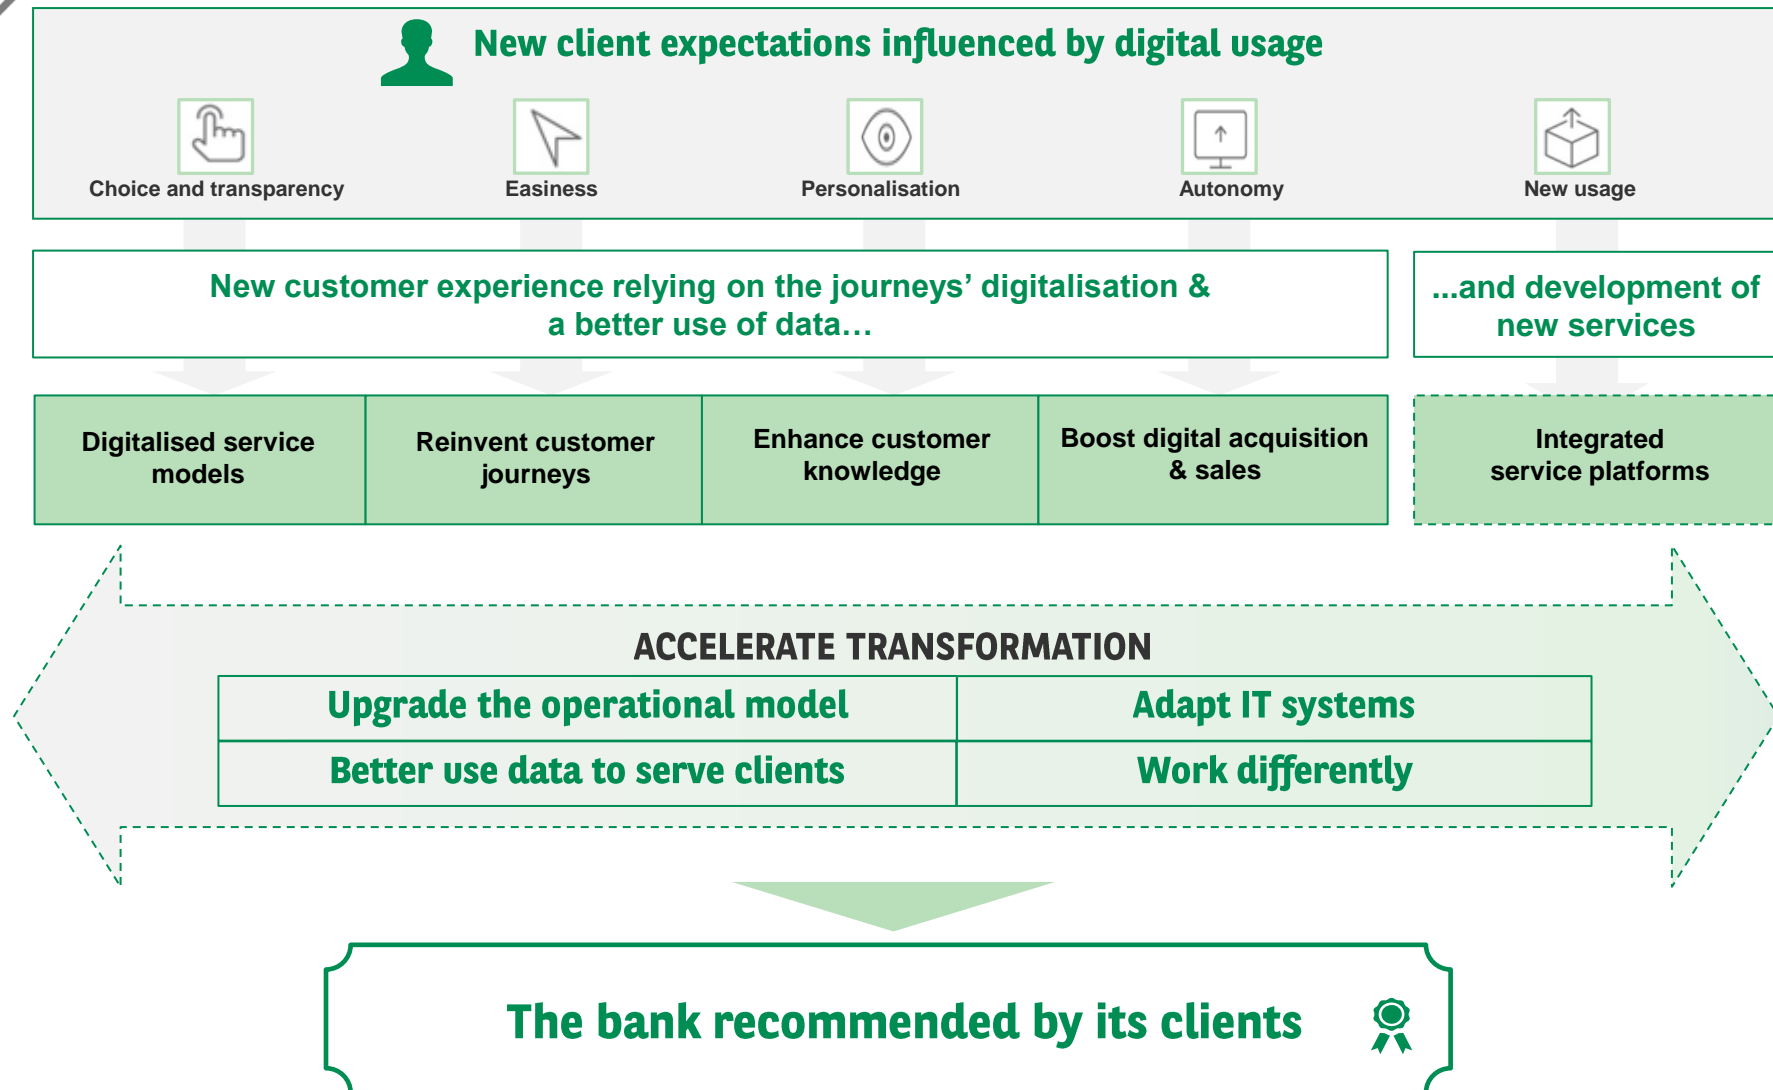 New client expectations influenced by digital usage
Choice and transparency
Easiness
Personalisation
Autonomy
New usage
New customer experience relying on the journeys’ digitalisation &
a better use of data…
...and development of
new services
Digitalised service
models
Reinvent customer
journeys
Enhance customer
knowledge
Boost digital acquisition
& sales
Integrated
service platforms
ACCELERATE TRANSFORMATION
Upgrade the operational model
Adapt IT systems
Better use data to serve clients
Work differently
The bank recommended by its clients